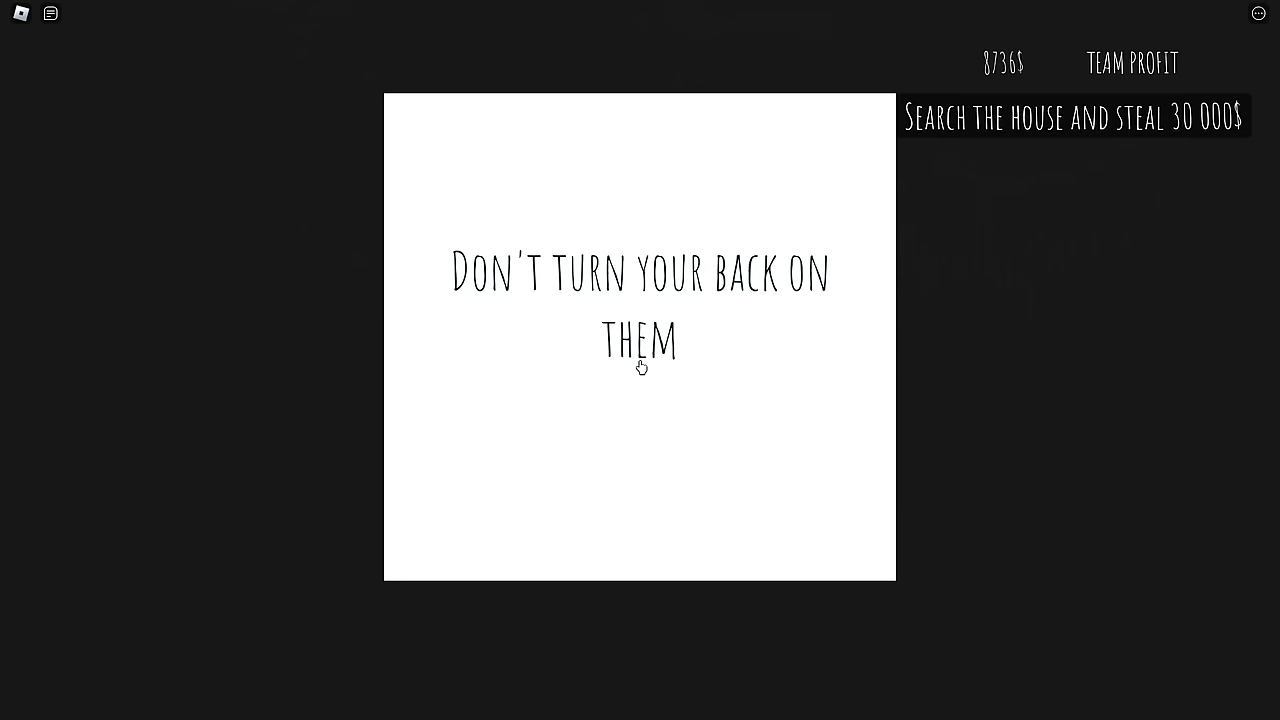 8736$ TEAM PROFIT
SEARCH THE HOUSE AND STEAL 30 000$
DON'T TURN YOUR BACK ON
THEM